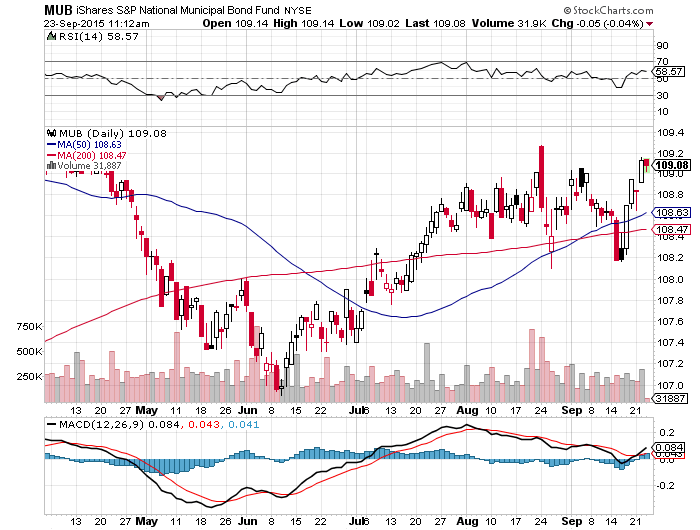 MUB iShares S&P National Municipal Bond Fund NYSE © StockCharts.com
23-Sep-2015 11:12am Open 109.14 High 109.14 Low 109.02 Last 109.08 Volume 31.9K Chg -0.05 (-0.04%)
RSI(14) 58.57
90
70
58.57
50
30
10
MUB (Daily) 109.08
MA(50) 108.63
MA(200) 108.47
Volume 31,887
109.4
109.2
109.08
109.0
108.8
108.63
108.47
108.4
108.2
108.0
107.8
107.6
107.4
107.2
107.0
31887
750K
500K
250K
13 20 27 May 11 18 26 Jun 8 15 22 Jul 6 13 20 27 Aug 10 17 24 Sep 8 14 21
MACD(12,26,9) 0.084, 0.043, 0.041
0.2
0.084
0.043
0.0
-0.2
13 20 27 May 11 18 26 Jun 8 15 22 Jul 6 13 20 27 Aug 10 17 24 Sep 8 14 21